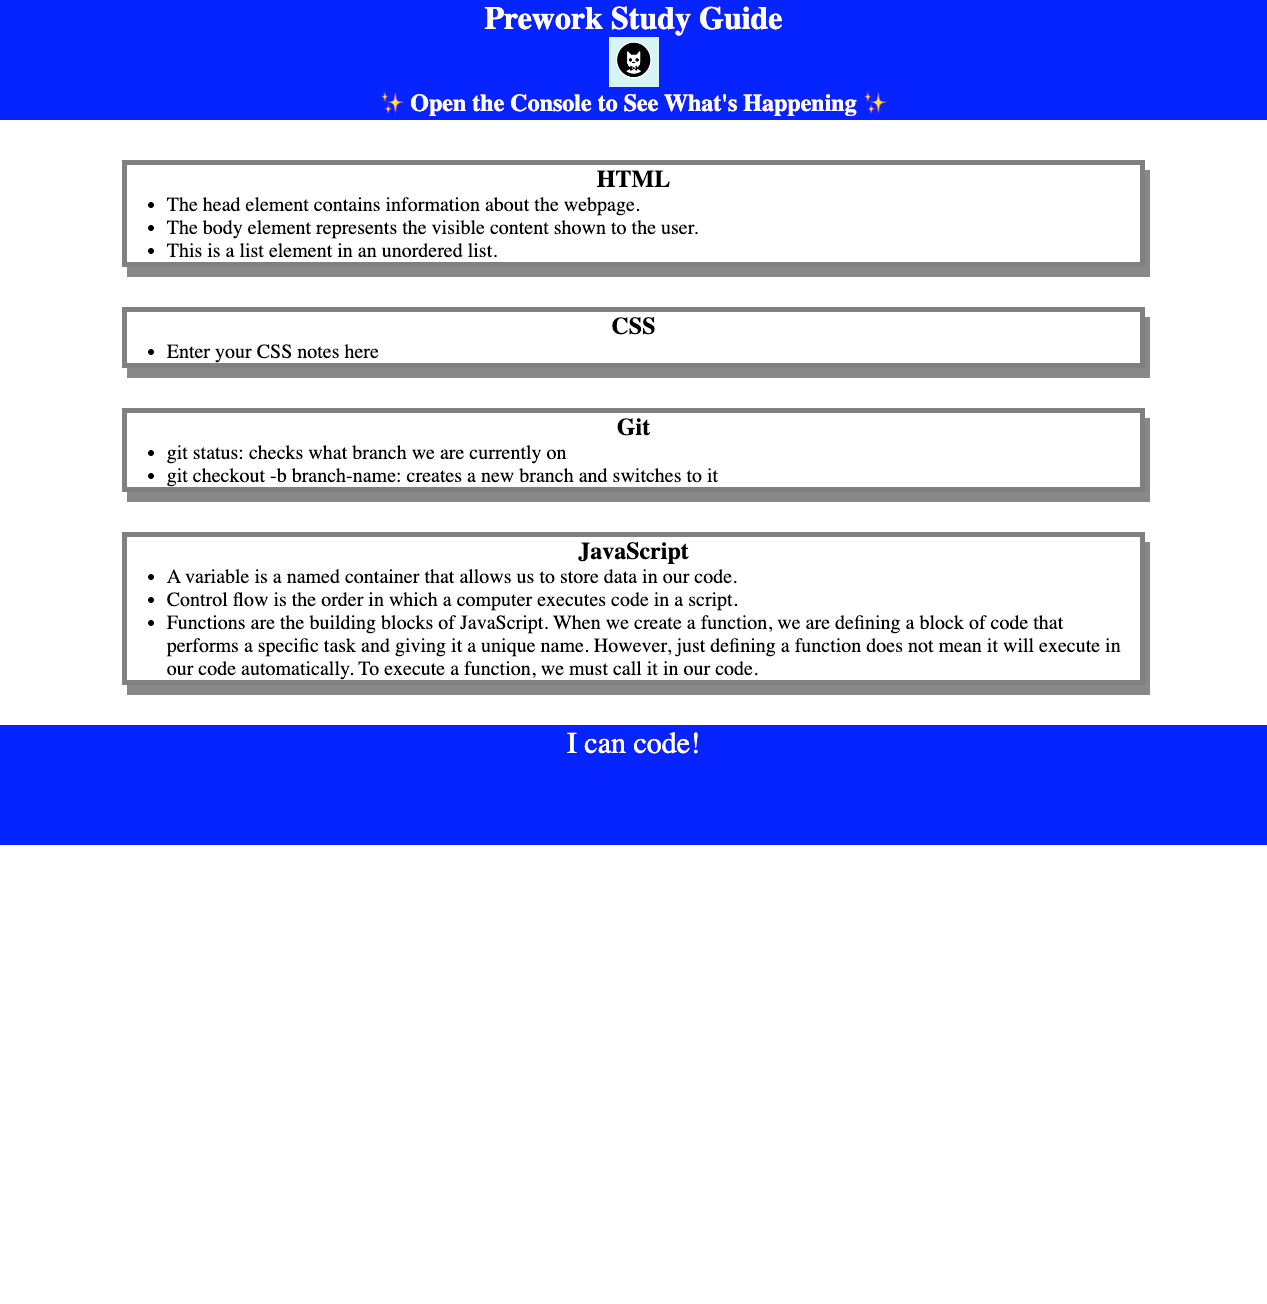 Prework Study Guide
✨ Open the Console to See What's Happening ✨
HTML
• The head element contains information about the webpage.
• The body element represents the visible content shown to the user.
• This is a list element in an unordered list.
CSS
• Enter your CSS notes here
Git
• git status: checks what branch we are currently on
• git checkout -b branch-name: creates a new branch and switches to it
JavaScript
• A variable is a named container that allows us to store data in our code.
• Control flow is the order in which a computer executes code in a script.
• Functions are the building blocks of JavaScript. When we create a function, we are defining a block of code that
performs a specific task and giving it a unique name. However, just defining a function does not mean it will execute in
our code automatically. To execute a function, we must call it in our code.
I can code!